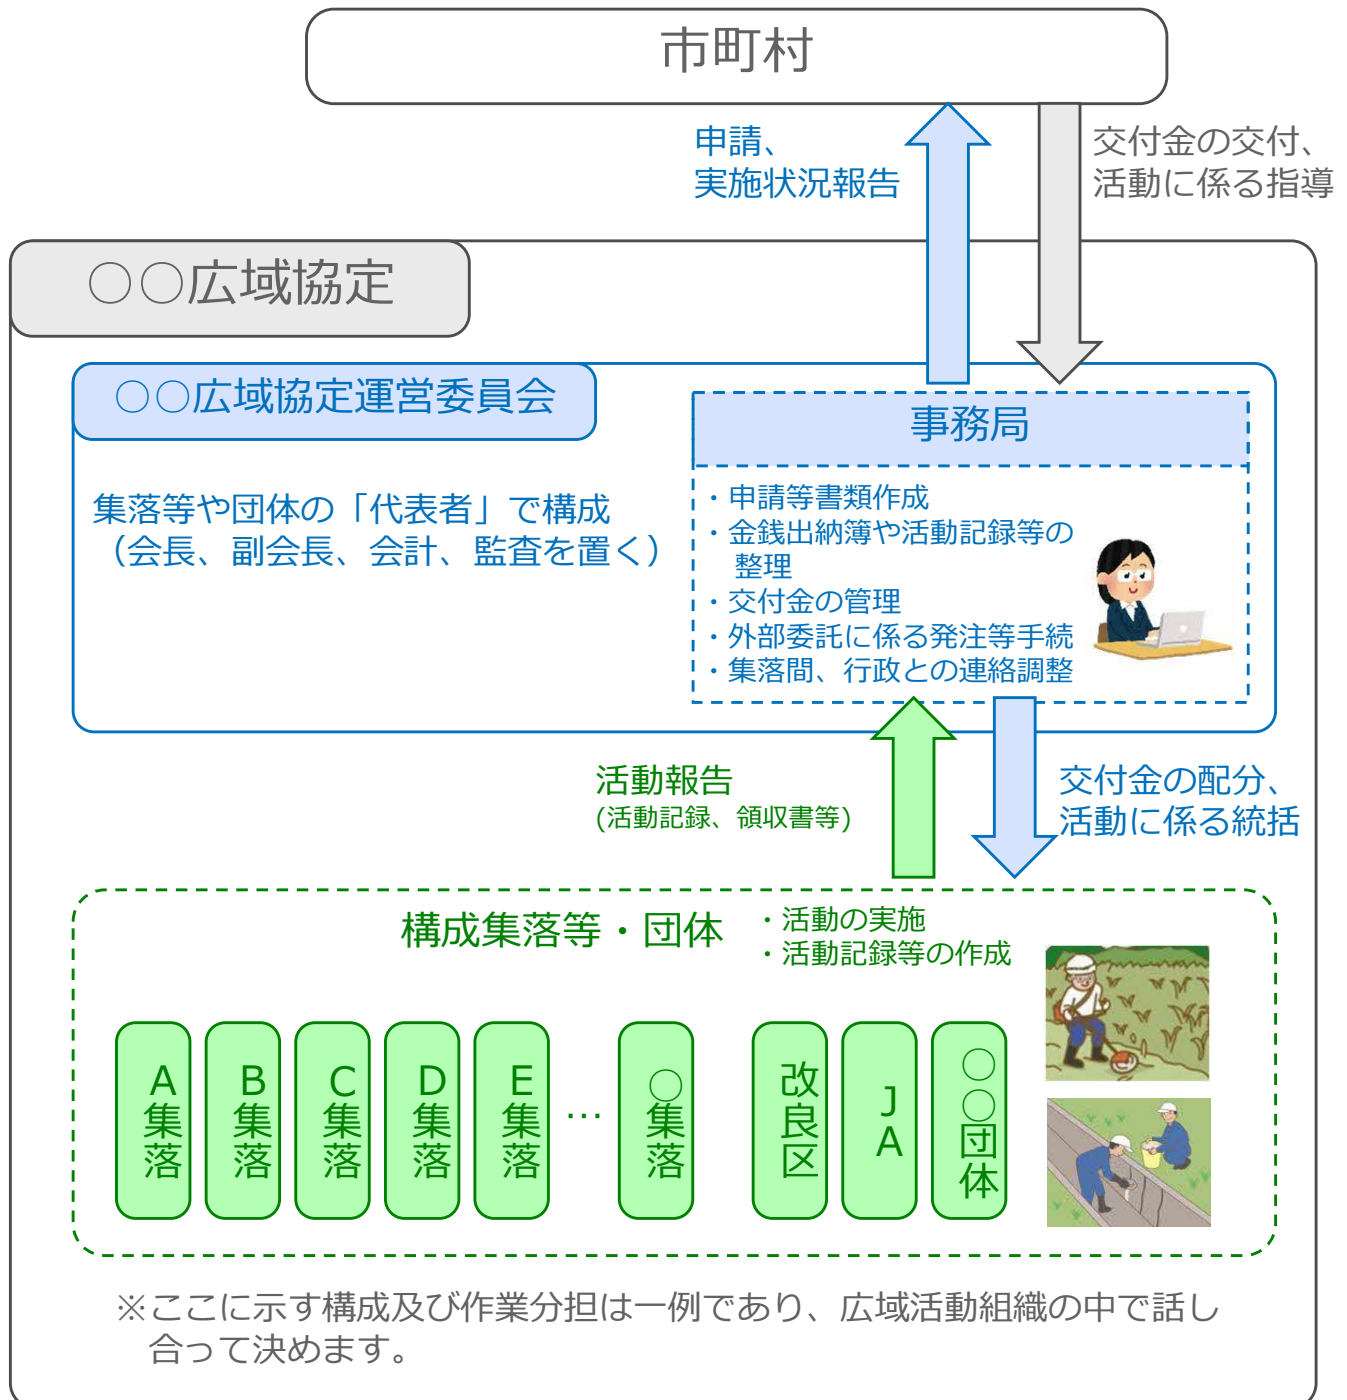 市町村
申請、
実施状況報告
交付金の交付、
活動に係る指導
○○広域協定
○○広域協定運営委員会
集落等や団体の「代表者」で構成
（会長、副会長、会計、監査を置く）
事務局
・申請等書類作成
・金銭出納簿や活動記録等の
整理
・交付金の管理
・外部委託に係る発注等手続
・集落間、行政との連絡調整
活動報告
(活動記録、領収書等)
交付金の配分、
活動に係る統括
構成集落等・団体
・活動の実施
・活動記録等の作成
A集落
B集落
C集落
D集落
E集落
…
○集落
改良区
JA
○○団体
※ここに示す構成及び作業分担は一例であり、広域活動組織の中で話し
合って決めます。